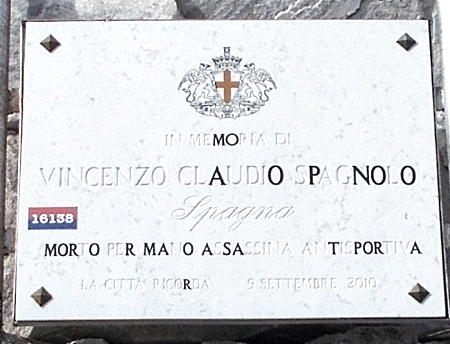 IN MEMORIA DI
VINCENZO CLAUDIO SPAGNOLO
Spagna
16138
MORTO PER MANO ASSASSINA ANTISPORTIVA
LA CITTÀ RICORDA 9 SETTEMBRE 2010